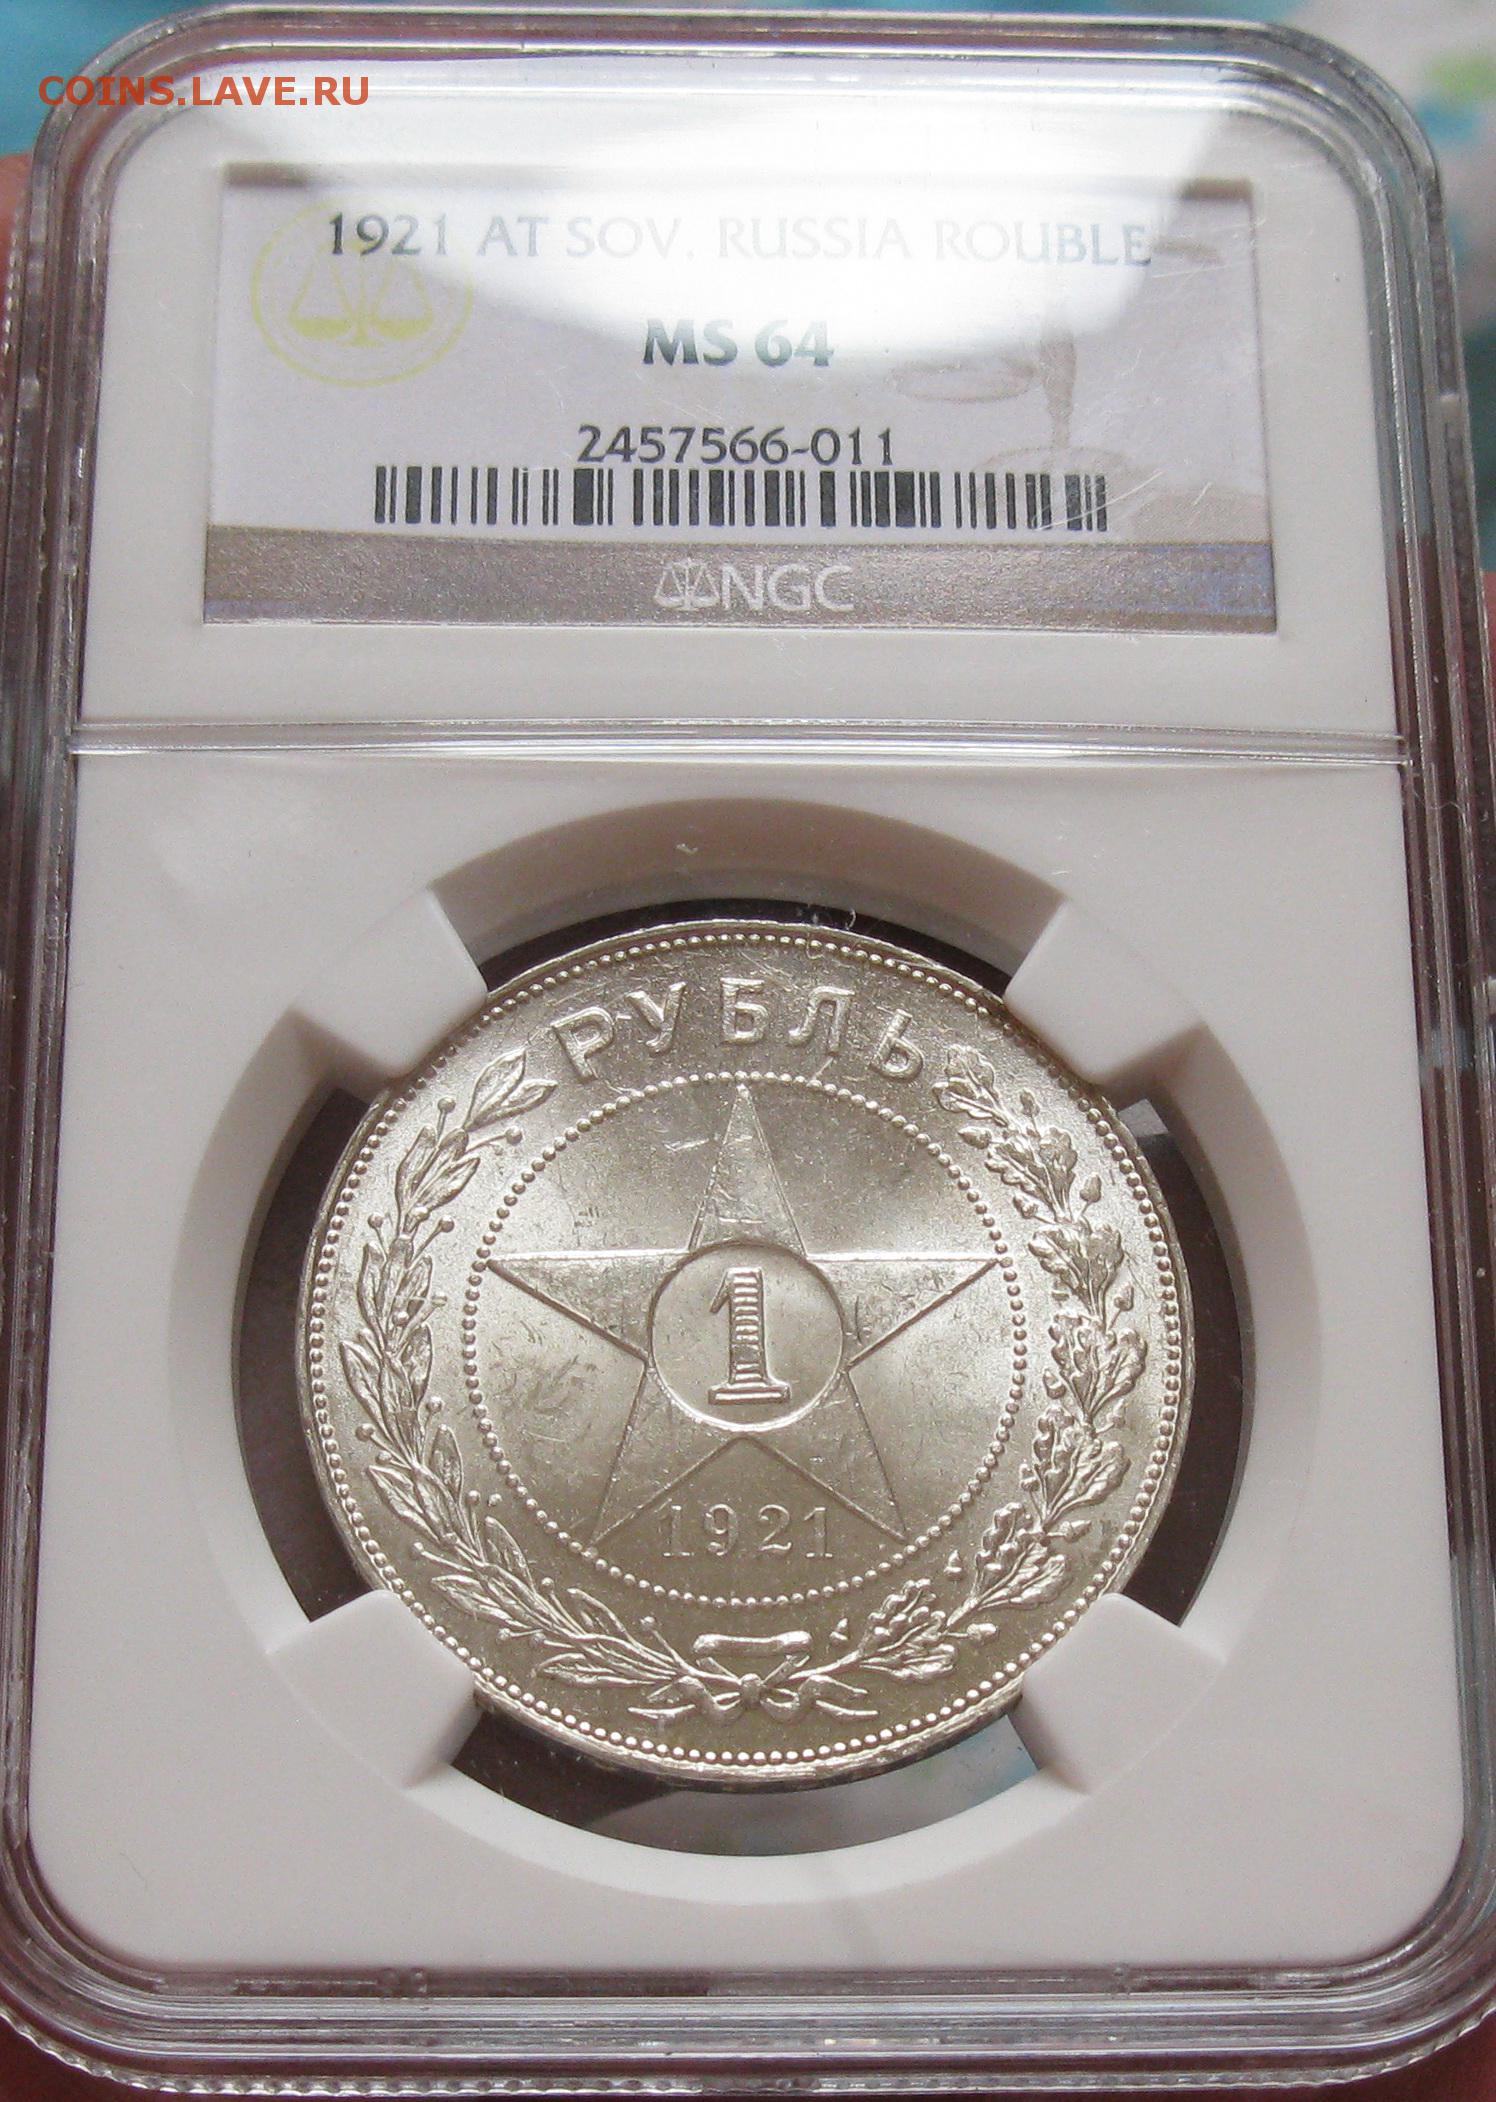 COINS.LAVE.RU
1921 AT SOV. RUSSIA ROUBLE
MS 64
2457566-011
NGC
РУБЛЬ
1
1921